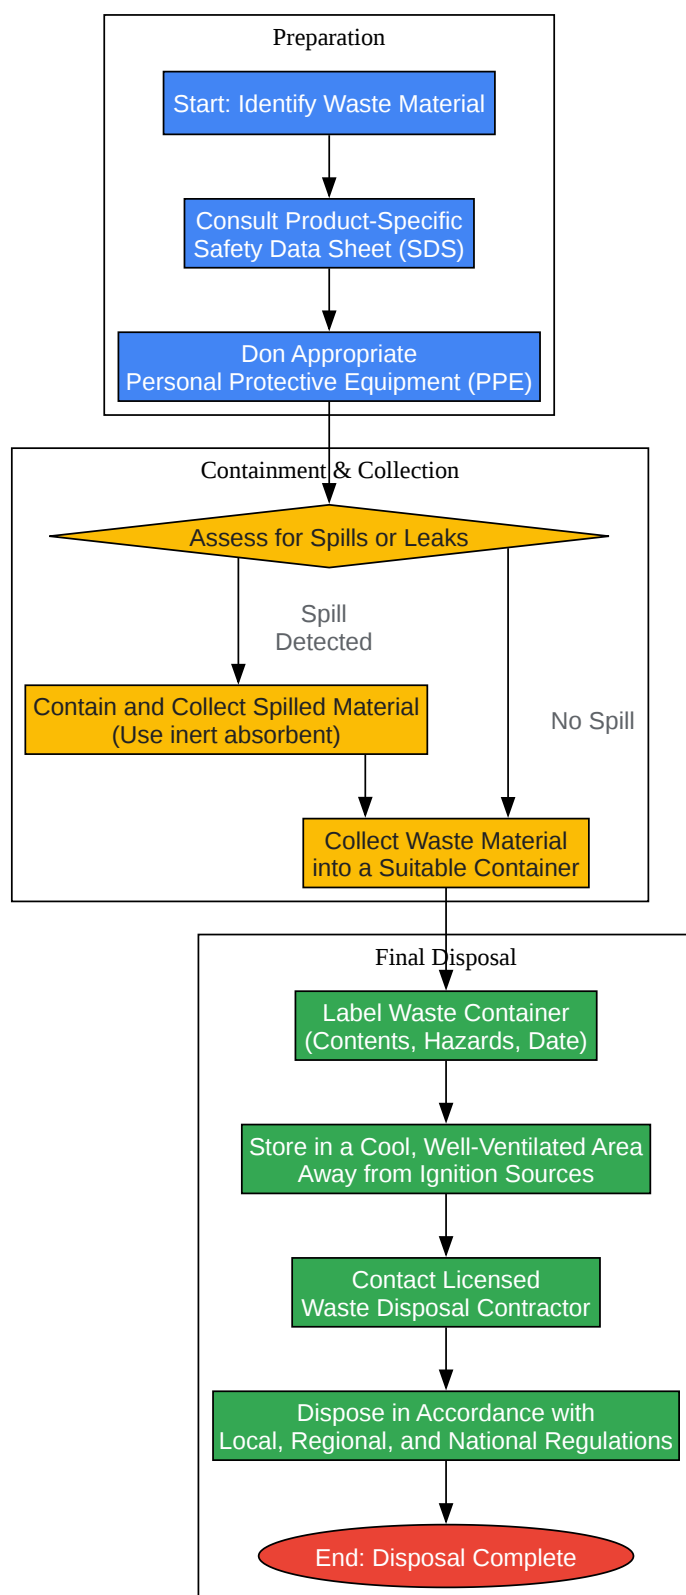 Preparation
Start: Identify Waste Material
Consult Product-Specific
Safety Data Sheet (SDS)
Don Appropriate
Personal Protective Equipment (PPE)
Containment & Collection
Assess for Spills or Leaks
Spill
Detected
Contain and Collect Spilled Material
(Use inert absorbent)
No Spill
Collect Waste Material
into a Suitable Container
Final Disposal
Label Waste Container
(Contents, Hazards, Date)
Store in a Cool, Well-Ventilated Area
Away from Ignition Sources
Contact Licensed
Waste Disposal Contractor
Dispose in Accordance with
Local, Regional, and National Regulations
End: Disposal Complete